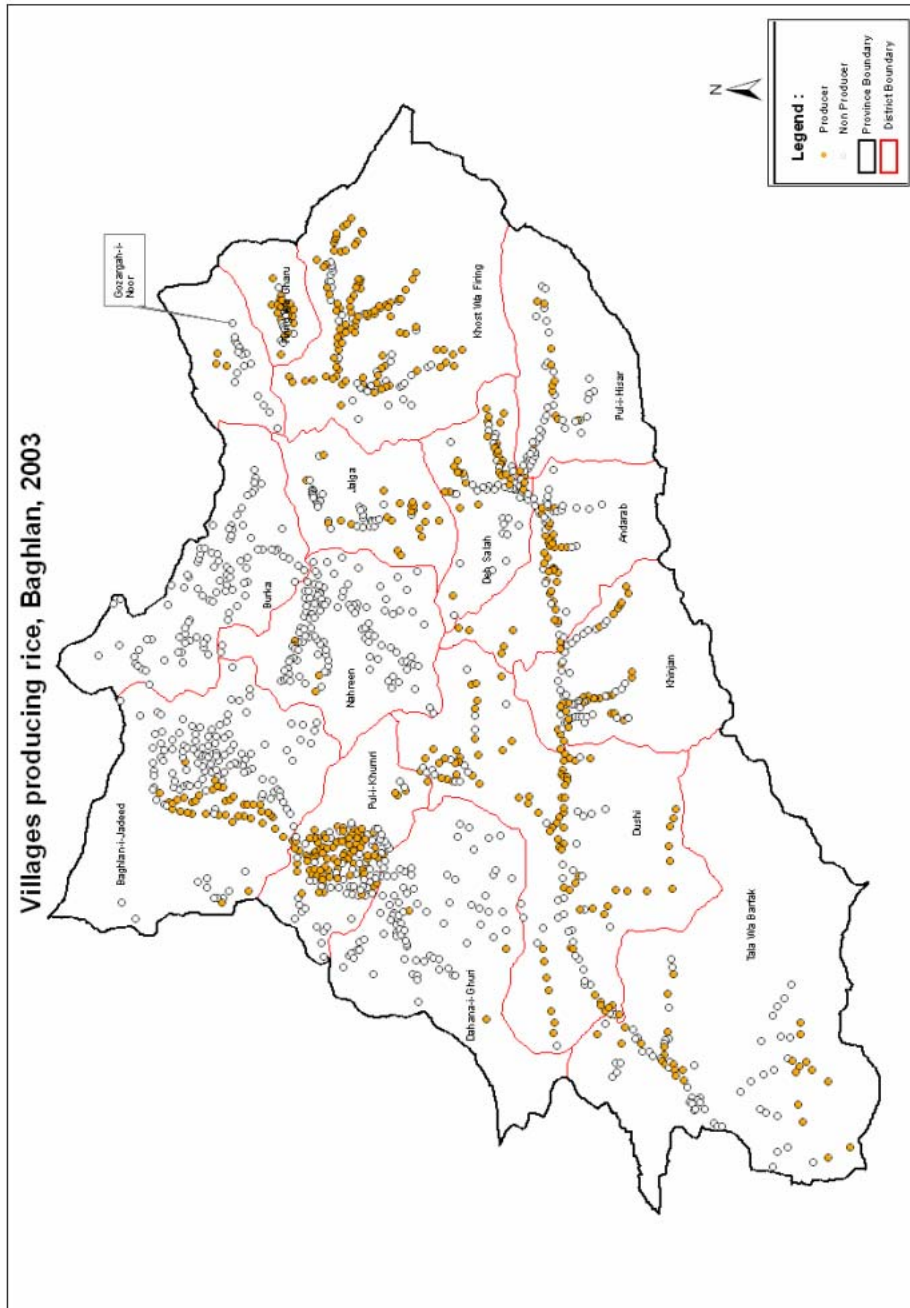 Villages producing rice, Baghlan, 2003
Gozargah-i-
Noor
Burka
Baghlan-i-Jadeed
Jalga
Nahreen
Khost Wa Firing
Pul-i-Khumri
Deh Salah
Dahana-i-Ghuri
Pul-i-Hisar
Andarab
Khinjan
Dushi
Tala Wa Barfak
N
Legend :
Producer
Non Producer
Province Boundary
District Boundary